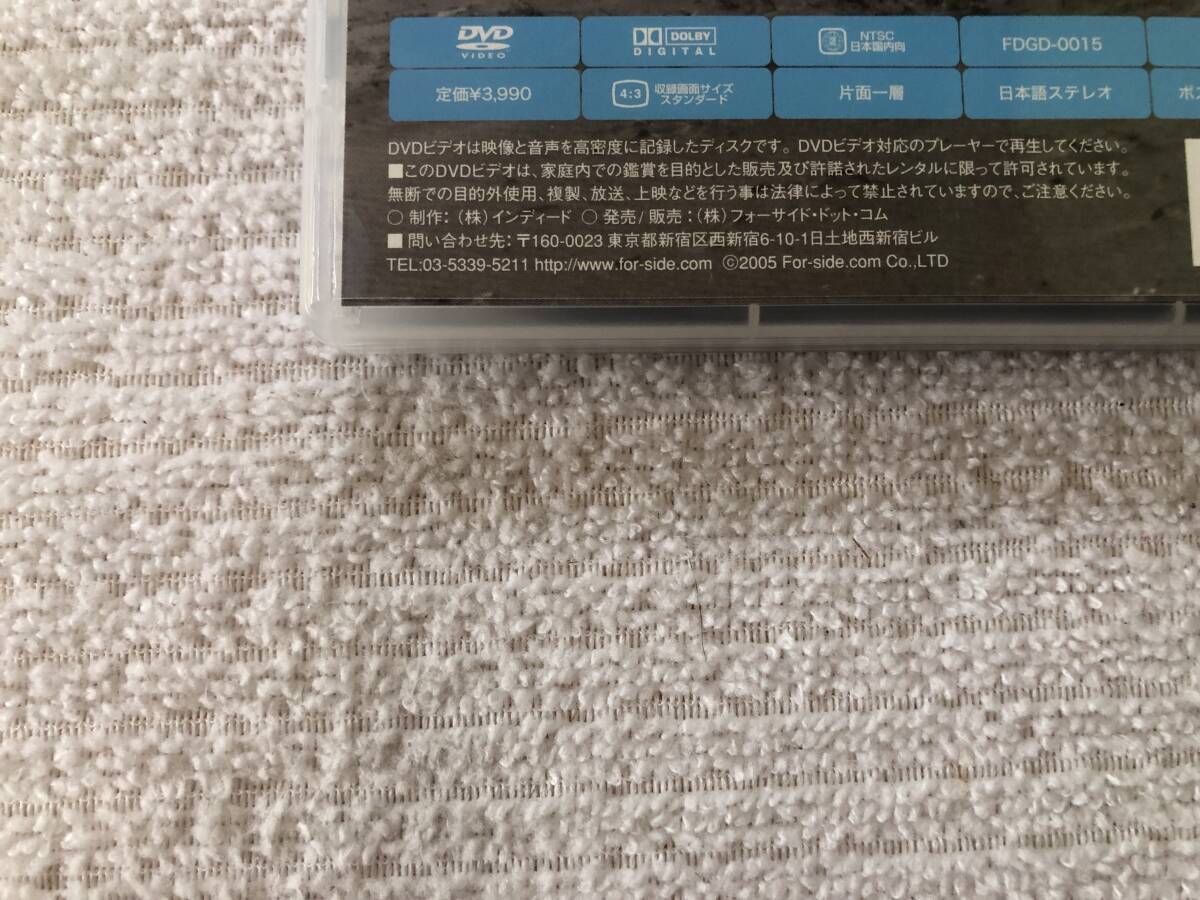 DVD VIDEO
DOLBY DIGITAL
NTSC 日本国内向
FDGD-0015
定価¥3,990
4:3 収録画面サイズ スタンダード
片面一層
日本語ステレオ
DVDビデオは映像と音声を高密度に記録したディスクです。DVDビデオ対応のプレーヤーで再生してください。
■このDVDビデオは、家庭内での鑑賞を目的とした販売及び許諾されたレンタルに限って許可されています。
無断での目的外使用、複製、放送、上映などを行う事は法律によって禁止されていますので、ご注意ください。
○ 制作：（株）インディード ○ 発売/ 販売：（株）フォーサイド・ドット・コム
■ 問い合わせ先：〒160-0023 東京都新宿区西新宿6-10-1日土地西新宿ビル
TEL:03-5339-5211 http://www.for-side.com ©2005 For-side.com Co.,LTD